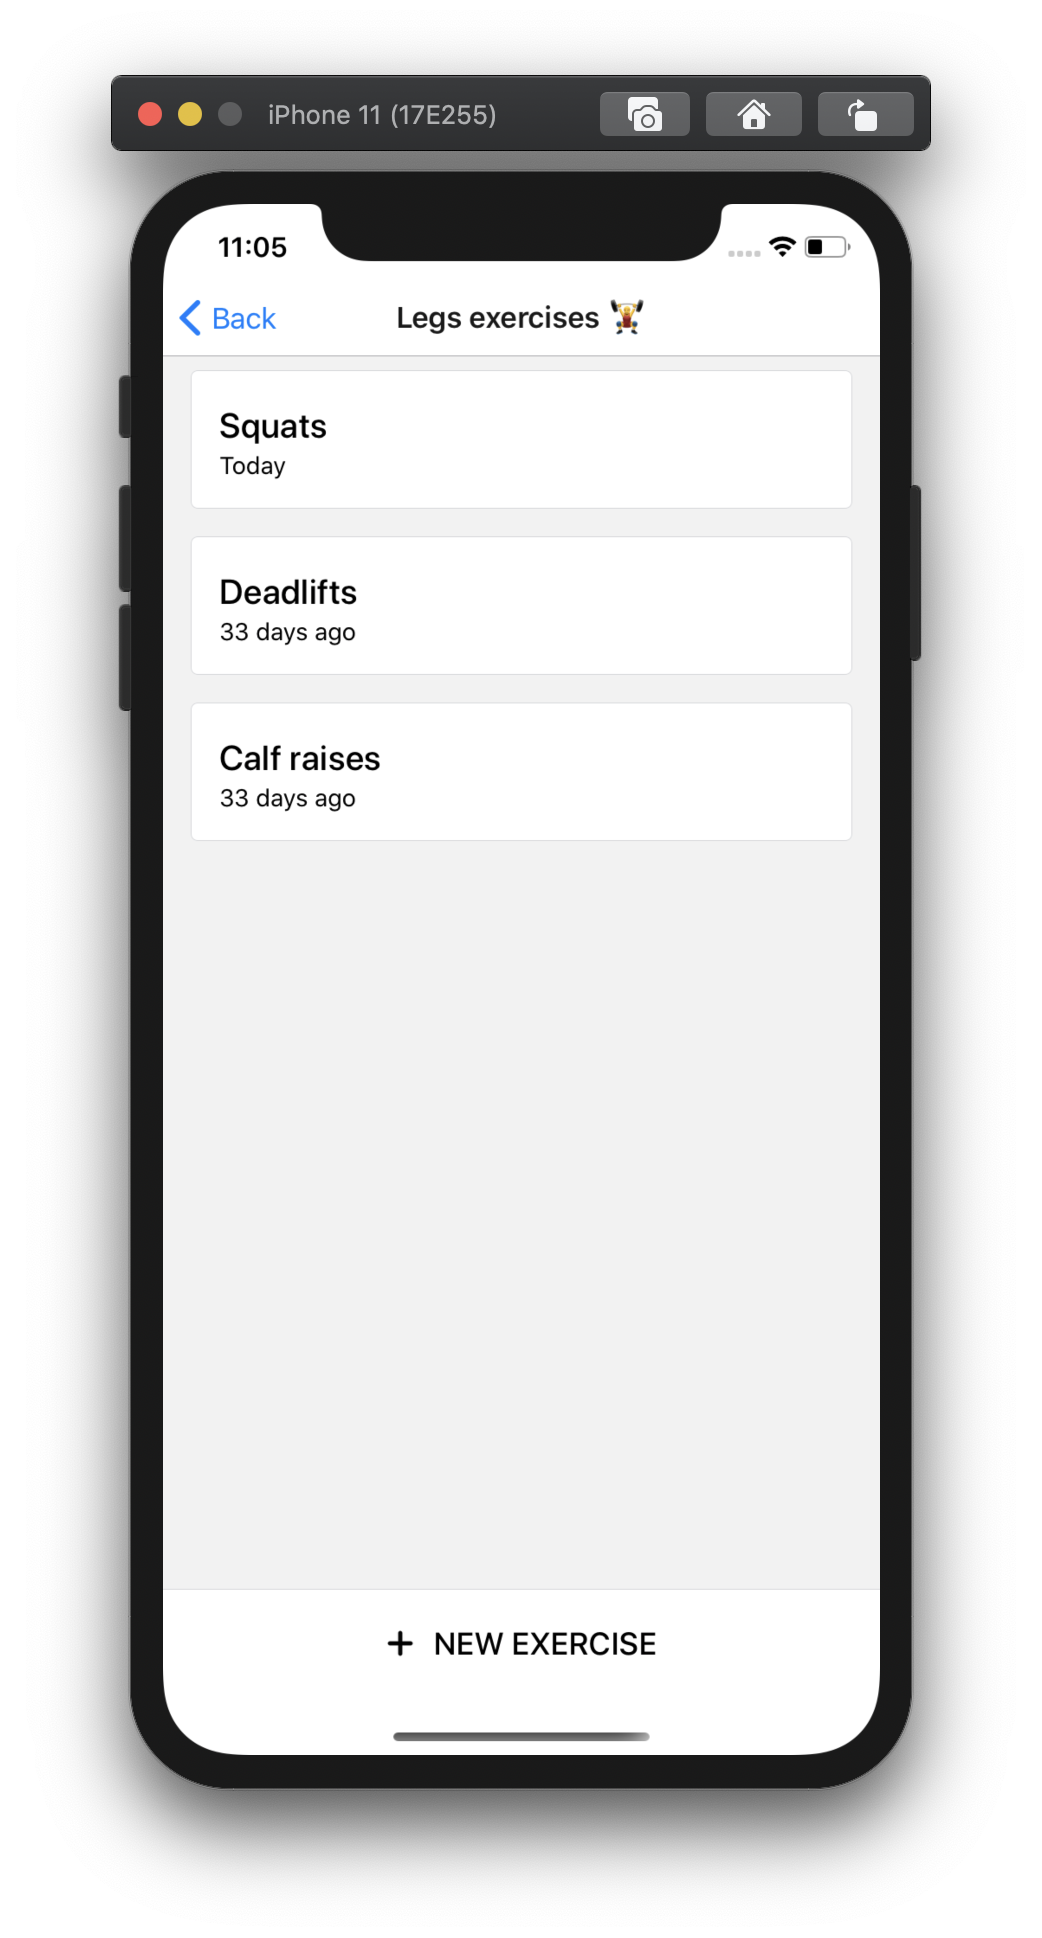 iPhone 11 (17E255)
11:05
Back
Legs exercises 🏋️
Squats
Today
Deadlifts
33 days ago
Calf raises
33 days ago
+ NEW EXERCISE